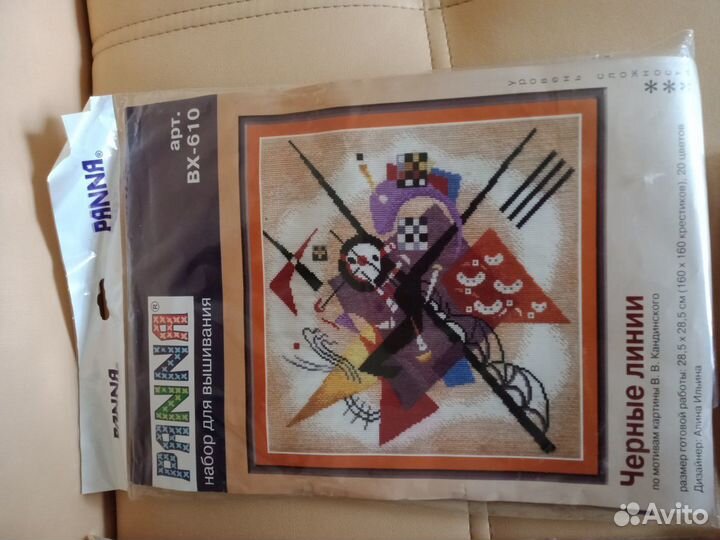 PANNA®
PANNA
PANNA®
набор для вышивания
арт.
ВХ-610
уровень сложности
***
Черные линии
по мотивам картины В. В. Кандинского
размер готовой работы: 28,5 x 28,5 см (160 x 160 крестиков), 20 цветов
Дизайнер: Алина Ильина
Avito